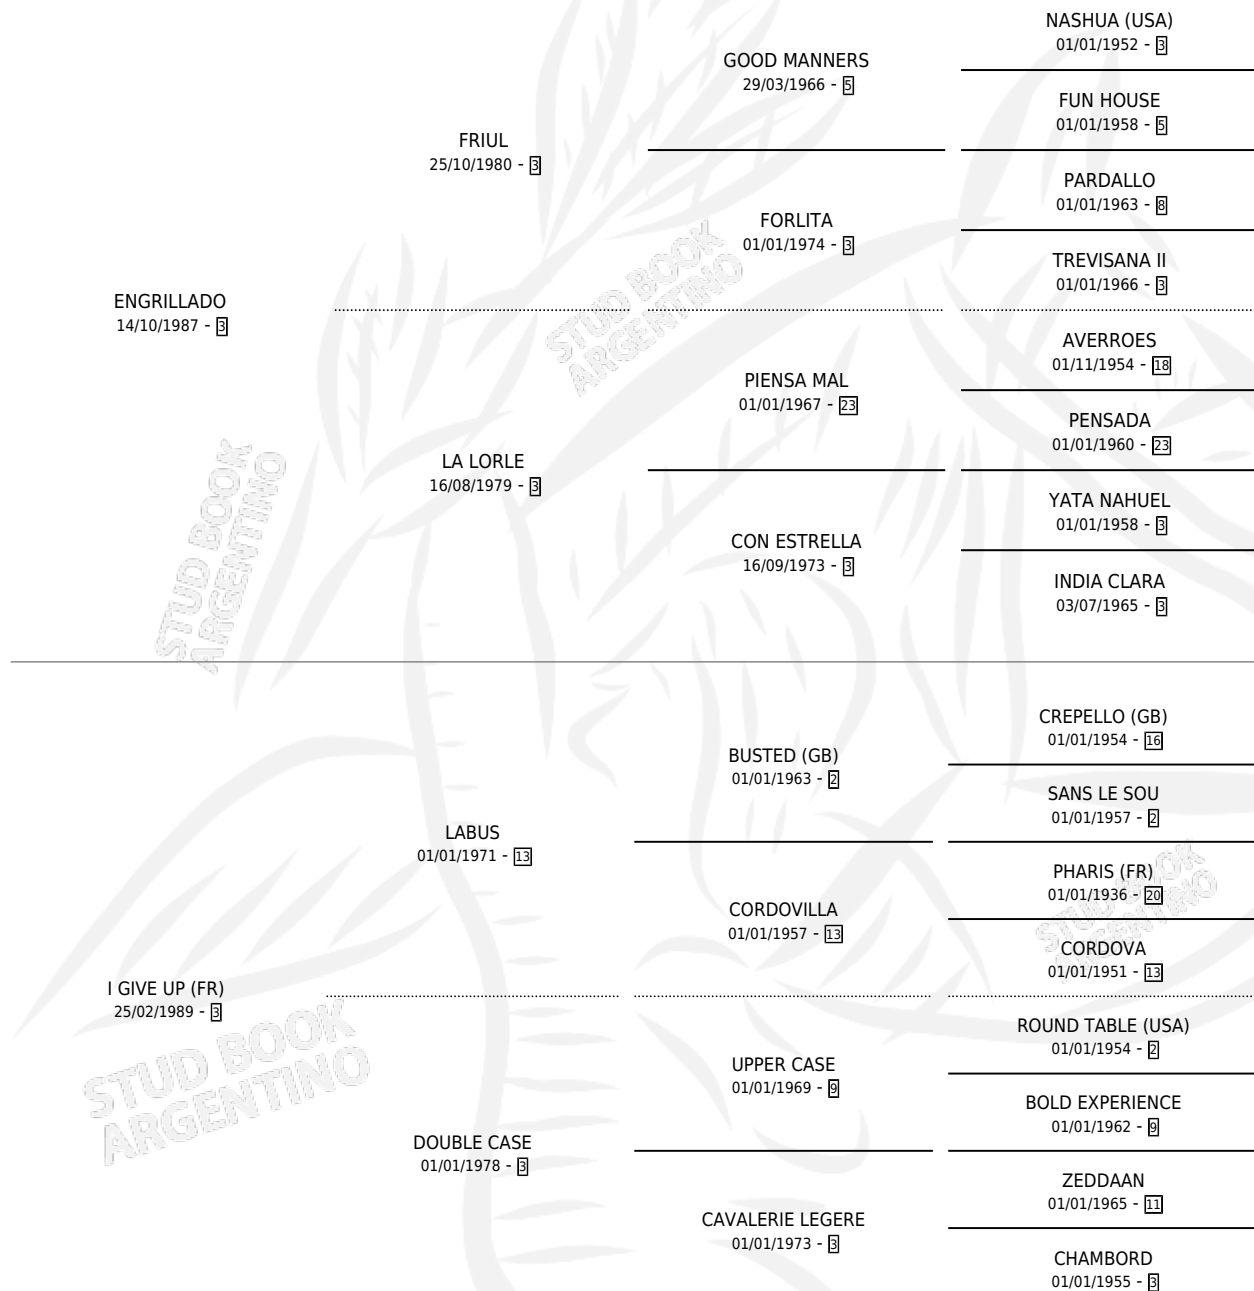 NASHUA (USA)
01/01/1952 - 3
GOOD MANNERS
29/03/1966 - 5
FUN HOUSE
01/01/1958 - 5
FRIUL
25/10/1980 - 3
PARDALLO
01/01/1963 - 8
FORLITA
01/01/1974 - 3
TREVISANA II
01/01/1966 - 3
ENGRILLADO
14/10/1987 - 3
STUD BOOK
ARGENTINO
AVERROES
01/11/1954 - 18
PIENSA MAL
01/01/1967 - 23
PENSADA
01/01/1960 - 23
LA LORLE
16/08/1979 - 3
YATA NAHUEL
01/01/1958 - 3
CON ESTRELLA
16/09/1973 - 3
INDIA CLARA
03/07/1965 - 3
STUD BOOK
ARGENTINO
CREPELLO (GB)
01/01/1954 - 16
BUSTED (GB)
01/01/1963 - 2
SANS LE SOU
01/01/1957 - 2
LABUS
01/01/1971 - 13
PHARIS (FR)
01/01/1936 - 20
CORDOVILLA
01/01/1957 - 13
STUD BOOK
ARGENTINO
CORDOVA
01/01/1951 - 13
I GIVE UP (FR)
25/02/1989 - 3
STUD BOOK
ARGENTINO
ROUND TABLE (USA)
01/01/1954 - 2
UPPER CASE
01/01/1969 - 9
BOLD EXPERIENCE
01/01/1962 - 9
DOUBLE CASE
01/01/1978 - 3
ZEDDAAN
01/01/1965 - 11
CAVALERIE LEGERE
01/01/1973 - 3
CHAMBORD
01/01/1955 - 3